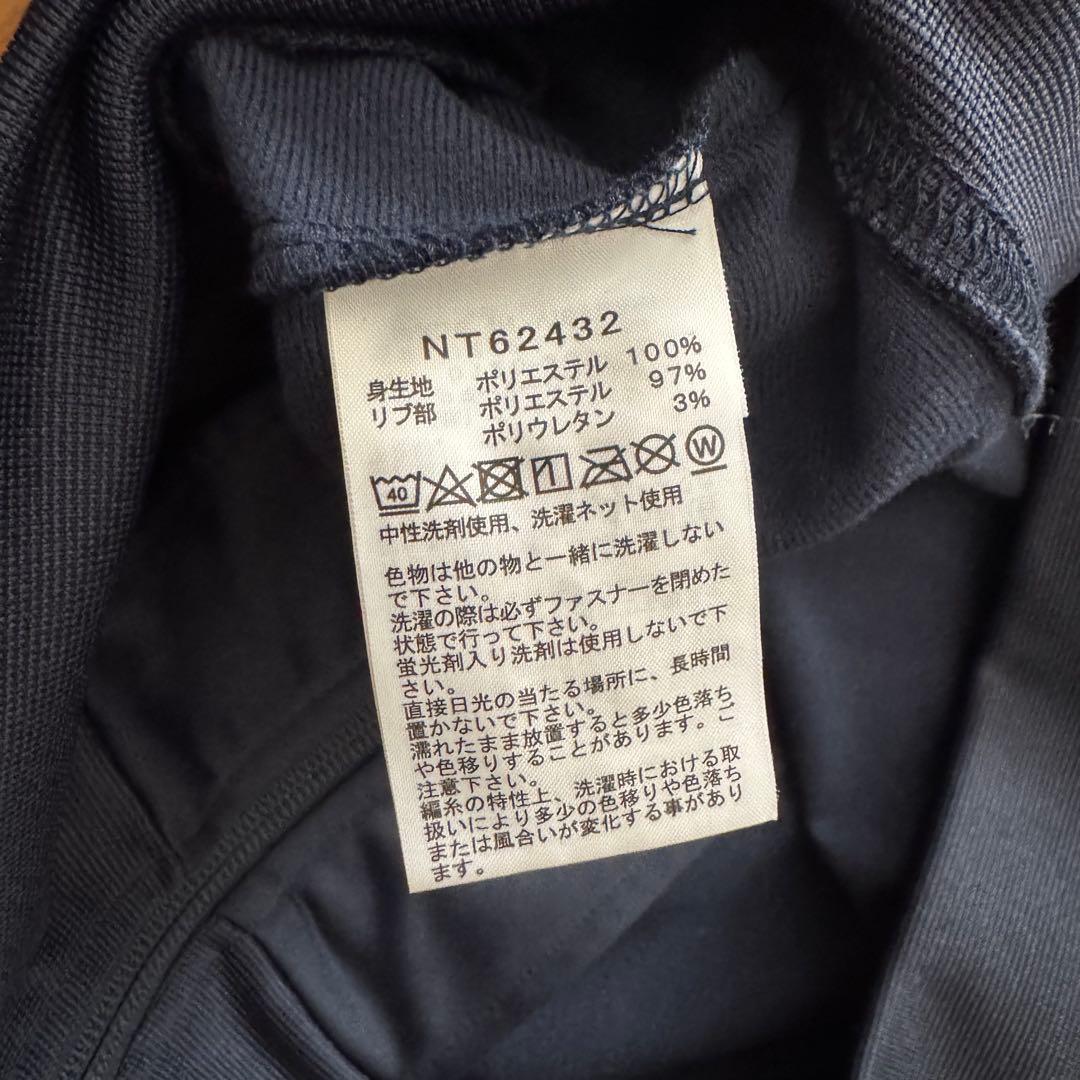 NT62432
身生地 ポリエステル 100%
リブ部 ポリエステル 97%
ポリウレタン 3%
40 W
中性洗剤使用、洗濯ネット使用
色物は他の物と一緒に洗濯しない
で下さい。
洗濯の際は必ずファスナーを閉めた
状態で行って下さい。
蛍光剤入り洗剤は使用しないで下
さい。
直接日光の当たる場所に、長時間
置かないで下さい。
濡れたまま放置すると多少色落ち
や色移りすることがあります。ご
注意下さい。
編糸の特性上、洗濯時における取
扱いにより多少の色移りや色落ち
または風合いが変化する事があり
ます。